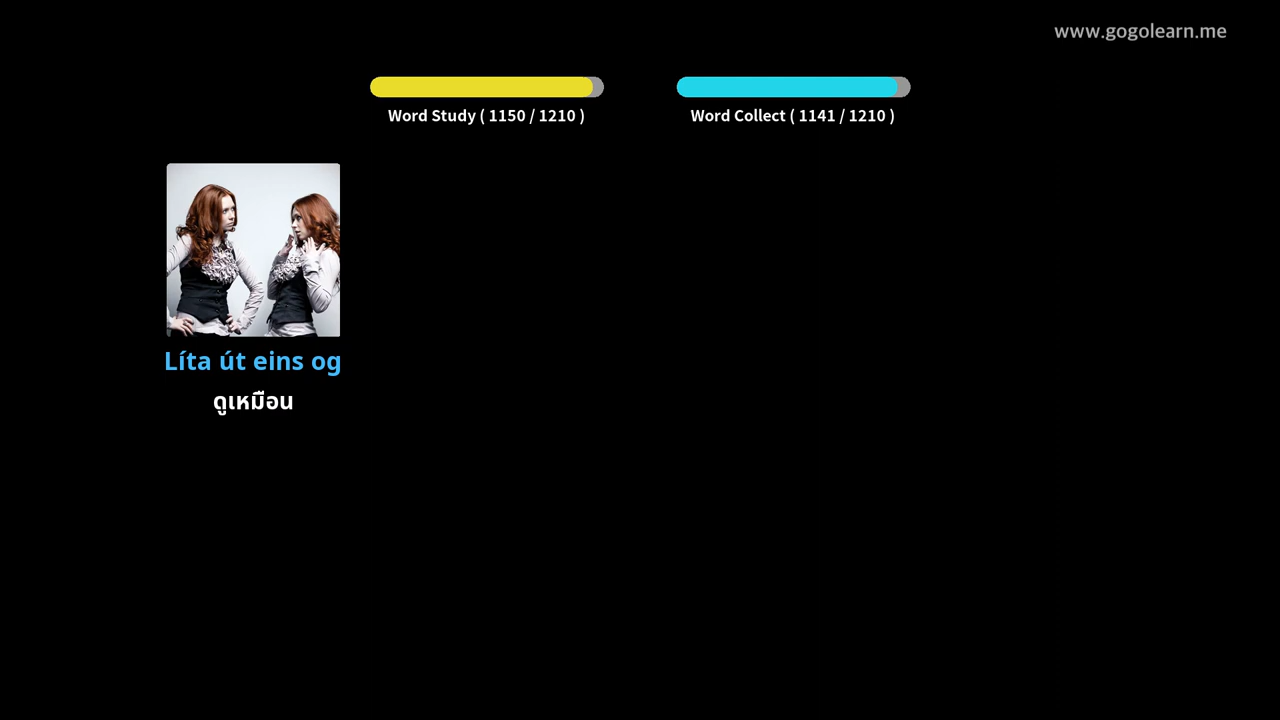 www.gogolearn.me
Word Study ( 1150 / 1210 )
Word Collect ( 1141 / 1210 )
Líta út eins og
ดูเหมือน